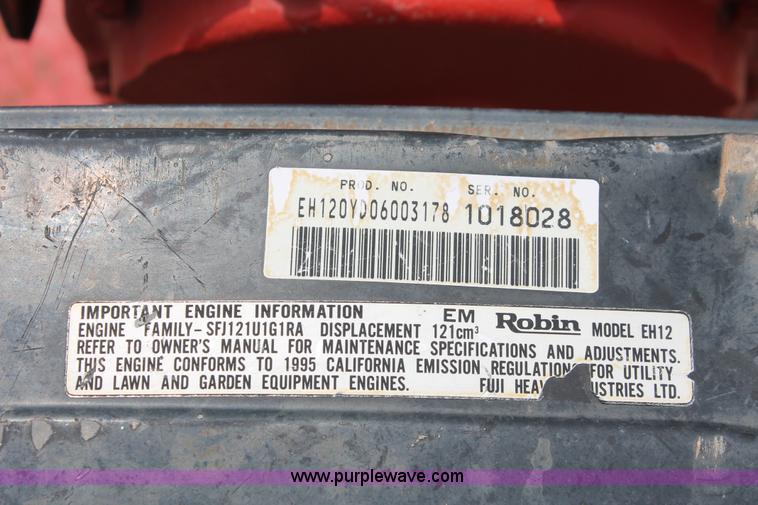 PROD. NO. SER. NO.
EH120YD06003178 1018028
IMPORTANT ENGINE INFORMATION EM Robin MODEL EH12
ENGINE FAMILY- SFJ121U1G1RA DISPLACEMENT 121cm³
REFER TO OWNER'S MANUAL FOR MAINTENANCE SPECIFICATIONS AND ADJUSTMENTS.
THIS ENGINE CONFORMS TO 1995 CALIFORNIA EMISSION REGULATIONS FOR UTILITY
AND LAWN AND GARDEN EQUIPMENT ENGINES. FUJI LTD.
www.purplewave.com